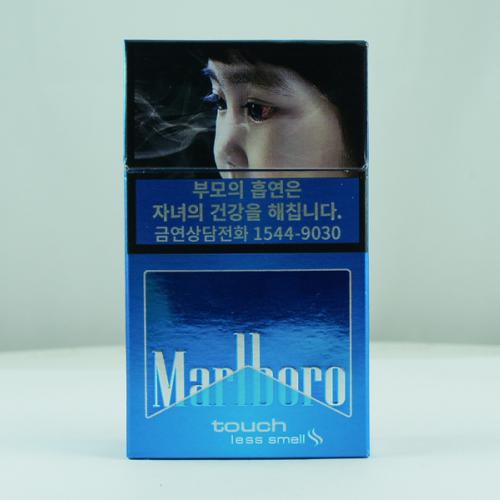 부모의 흡연은
자녀의 건강을 해칩니다.
금연상담전화 1544-9030
Marlboro
touch
less smell